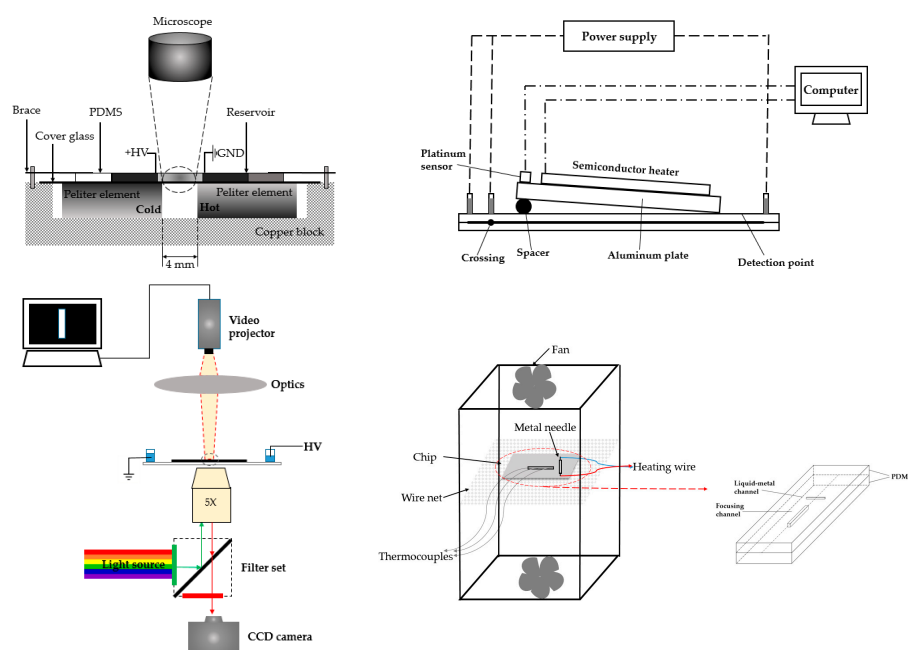 Microscope
Brace
PDMS
Reservoir
Cover glass
+HV
GND
Peliter element
Peliter element
Cold
Hot
Copper block
4 mm
Power supply
Computer
Platinum
sensor
Semiconductor heater
Crossing
Spacer
Aluminum plate
Detection point
Video
projector
Optics
HV
5X
Light source
Filter set
CCD camera
Fan
Metal needle
Chip
Heating wire
Wire net
Thermocouples
Liquid-metal
channel
Focusing
channel
PDM